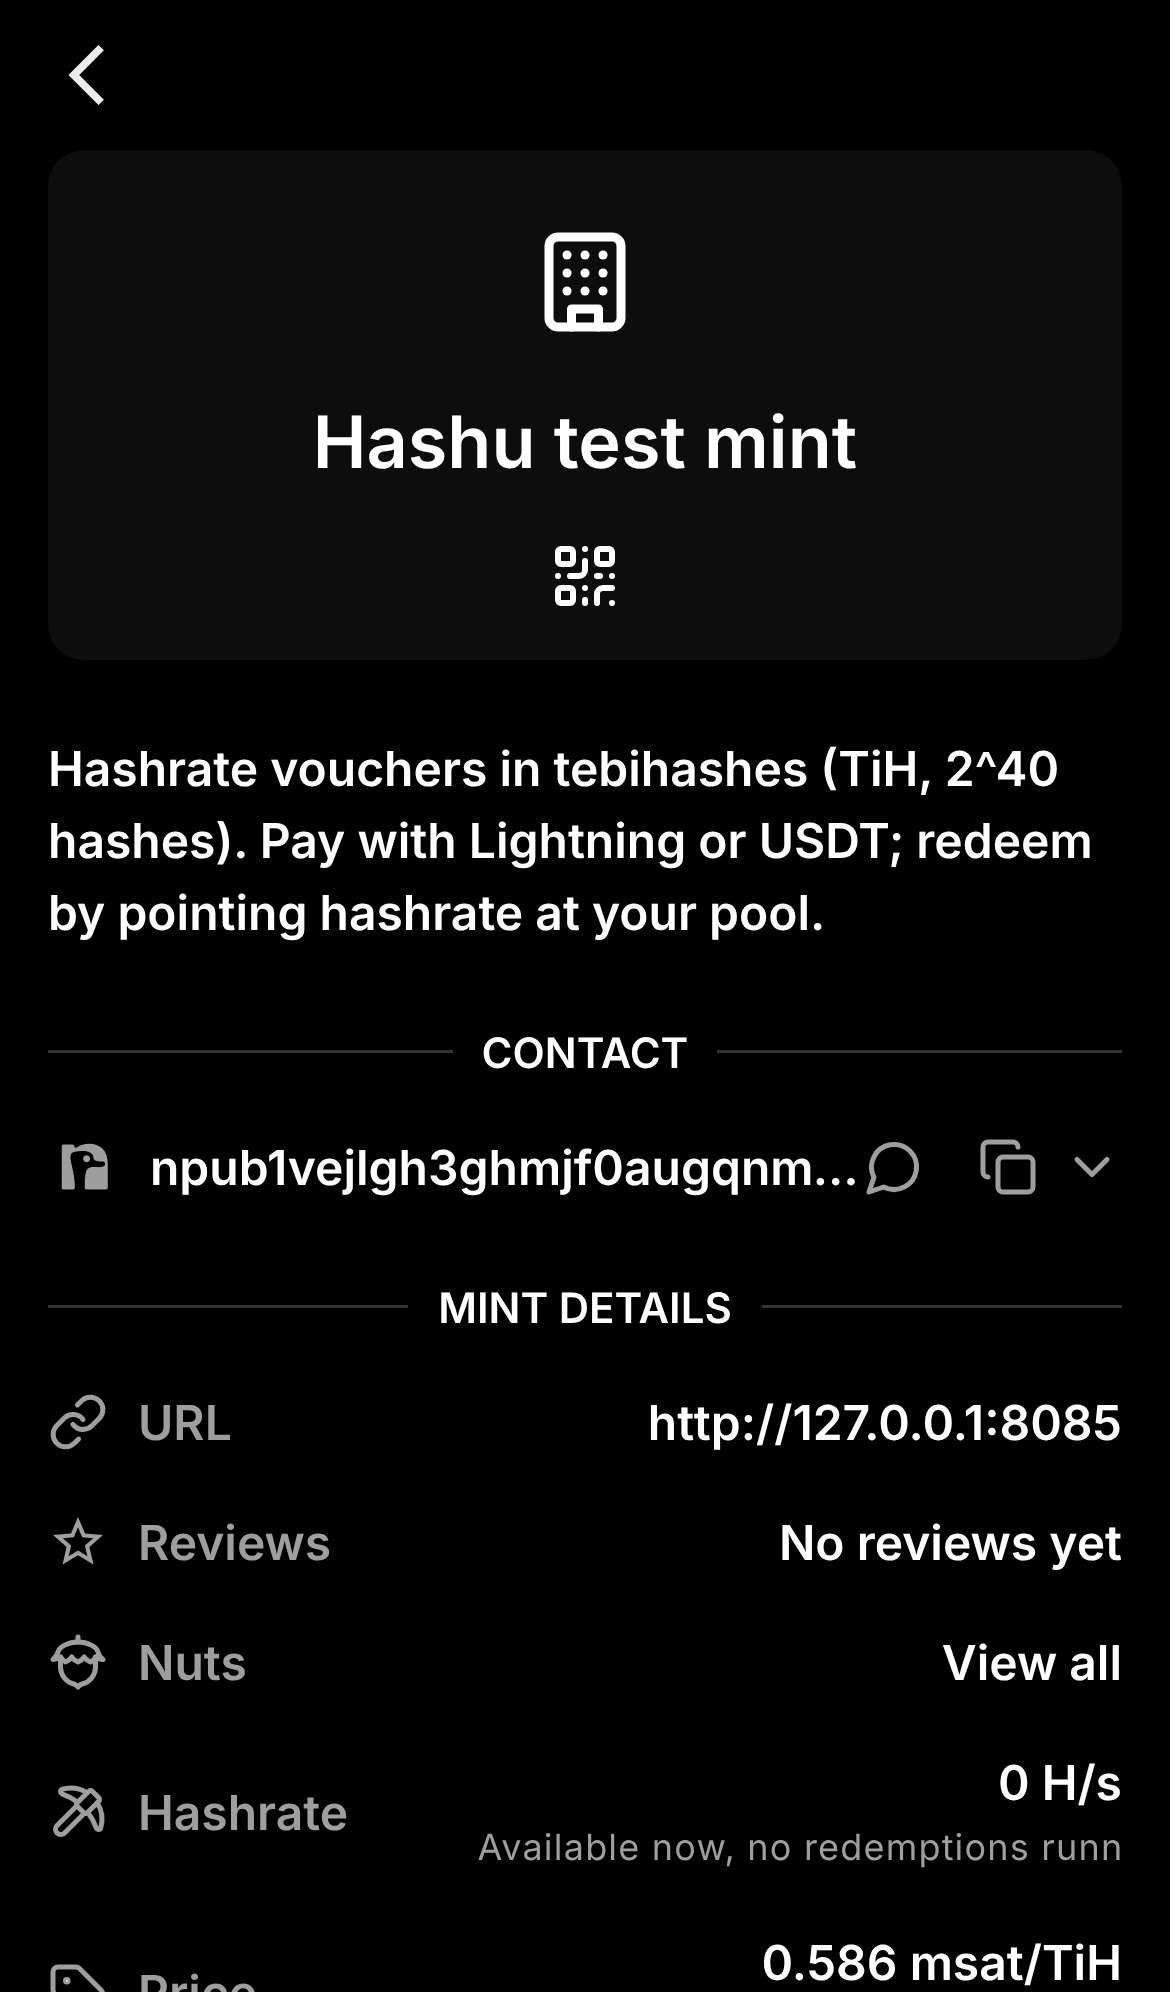 Hashu test mint
Hashrate vouchers in tebihashes (TiH, 2^40
hashes). Pay with Lightning or USDT; redeem
by pointing hashrate at your pool.
CONTACT
npub1vejlgh3ghmjf0augqnm...
MINT DETAILS
URL
http://127.0.0.1:8085
Reviews
No reviews yet
Nuts
View all
Hashrate
0 H/s
Available now, no redemptions runn
Price
0.586 msat/TiH